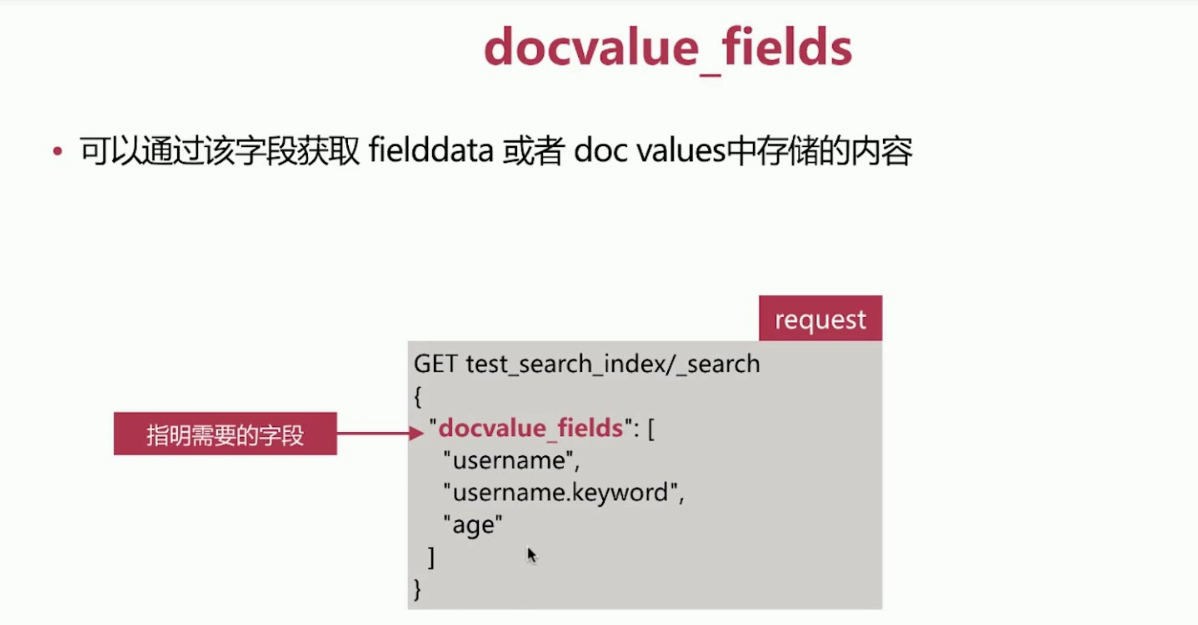 docvalue_fields
• 可以通过该字段获取 fielddata 或者 doc values中存储的内容
request
GET test_search_index/_search
{
指明需要的字段
"docvalue_fields": [
"username",
"username.keyword",
"age"
]
}